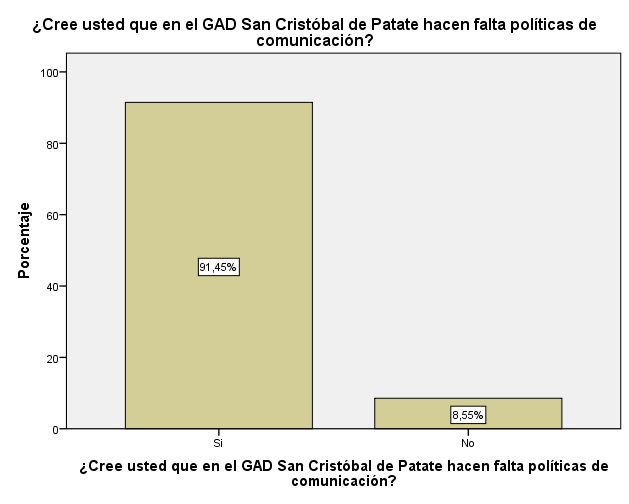 ¿Cree usted que en el GAD San Cristóbal de Patate hacen falta políticas de
comunicación?
Porcentaje
100
80
60
40
20
0
91,45%
8,55%
Si
No
¿Cree usted que en el GAD San Cristóbal de Patate hacen falta políticas de
comunicación?